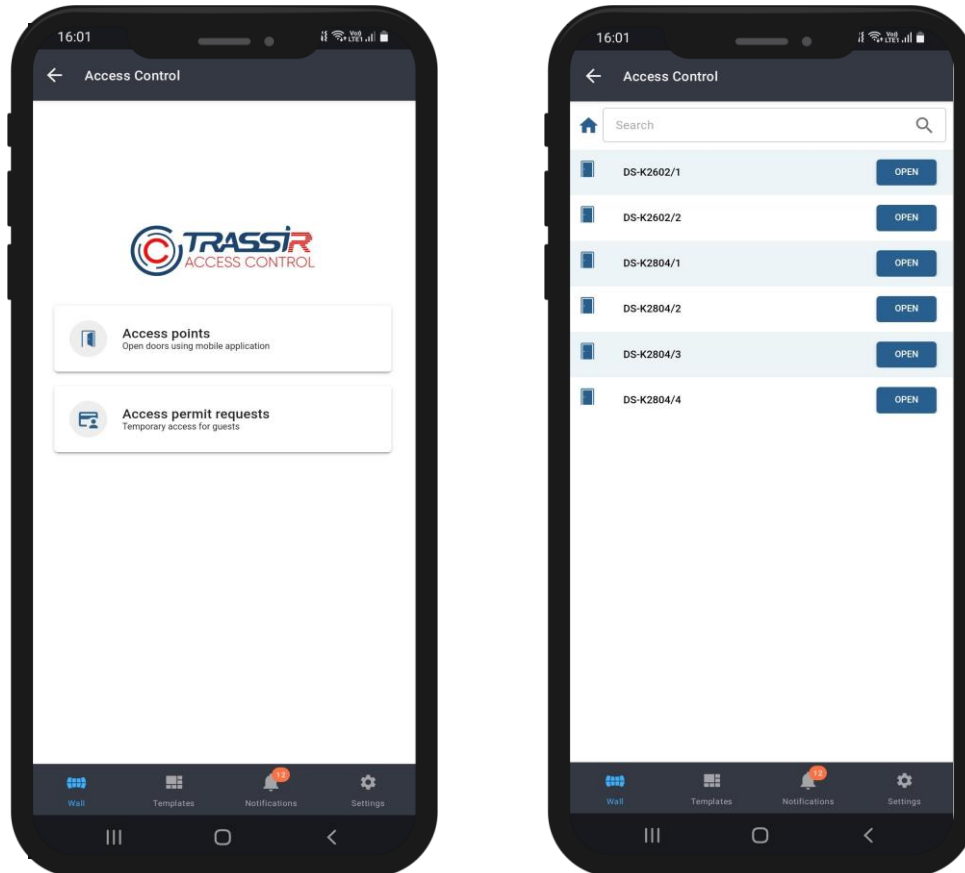 16:01
Access Control
TRASSIR
ACCESS CONTROL
Access points
Open doors using mobile application
Access permit requests
Temporary access for guests
12
Wall
Templates
Notifications
Settings
16:01
Access Control
Search
DS-K2602/1
OPEN
DS-K2602/2
OPEN
DS-K2804/1
OPEN
DS-K2804/2
OPEN
DS-K2804/3
OPEN
DS-K2804/4
OPEN
12
Wall
Templates
Notifications
Settings